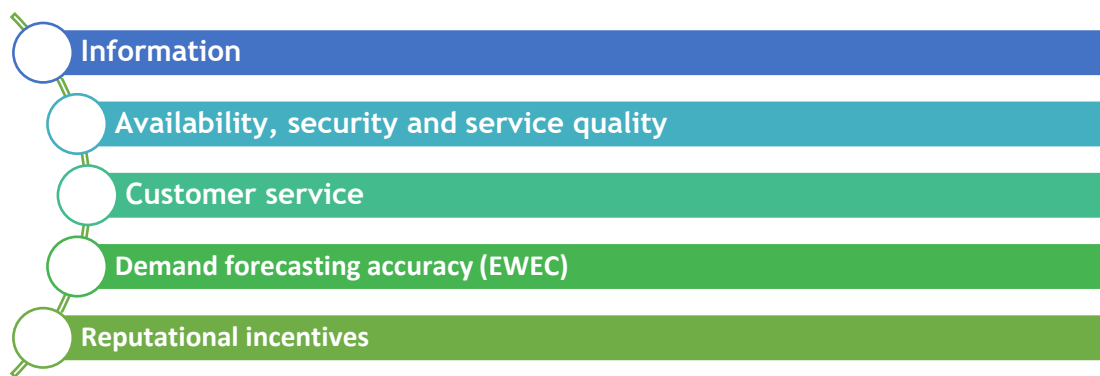 Information
Availability, security and service quality
Customer service
Demand forecasting accuracy (EWEC)
Reputational incentives